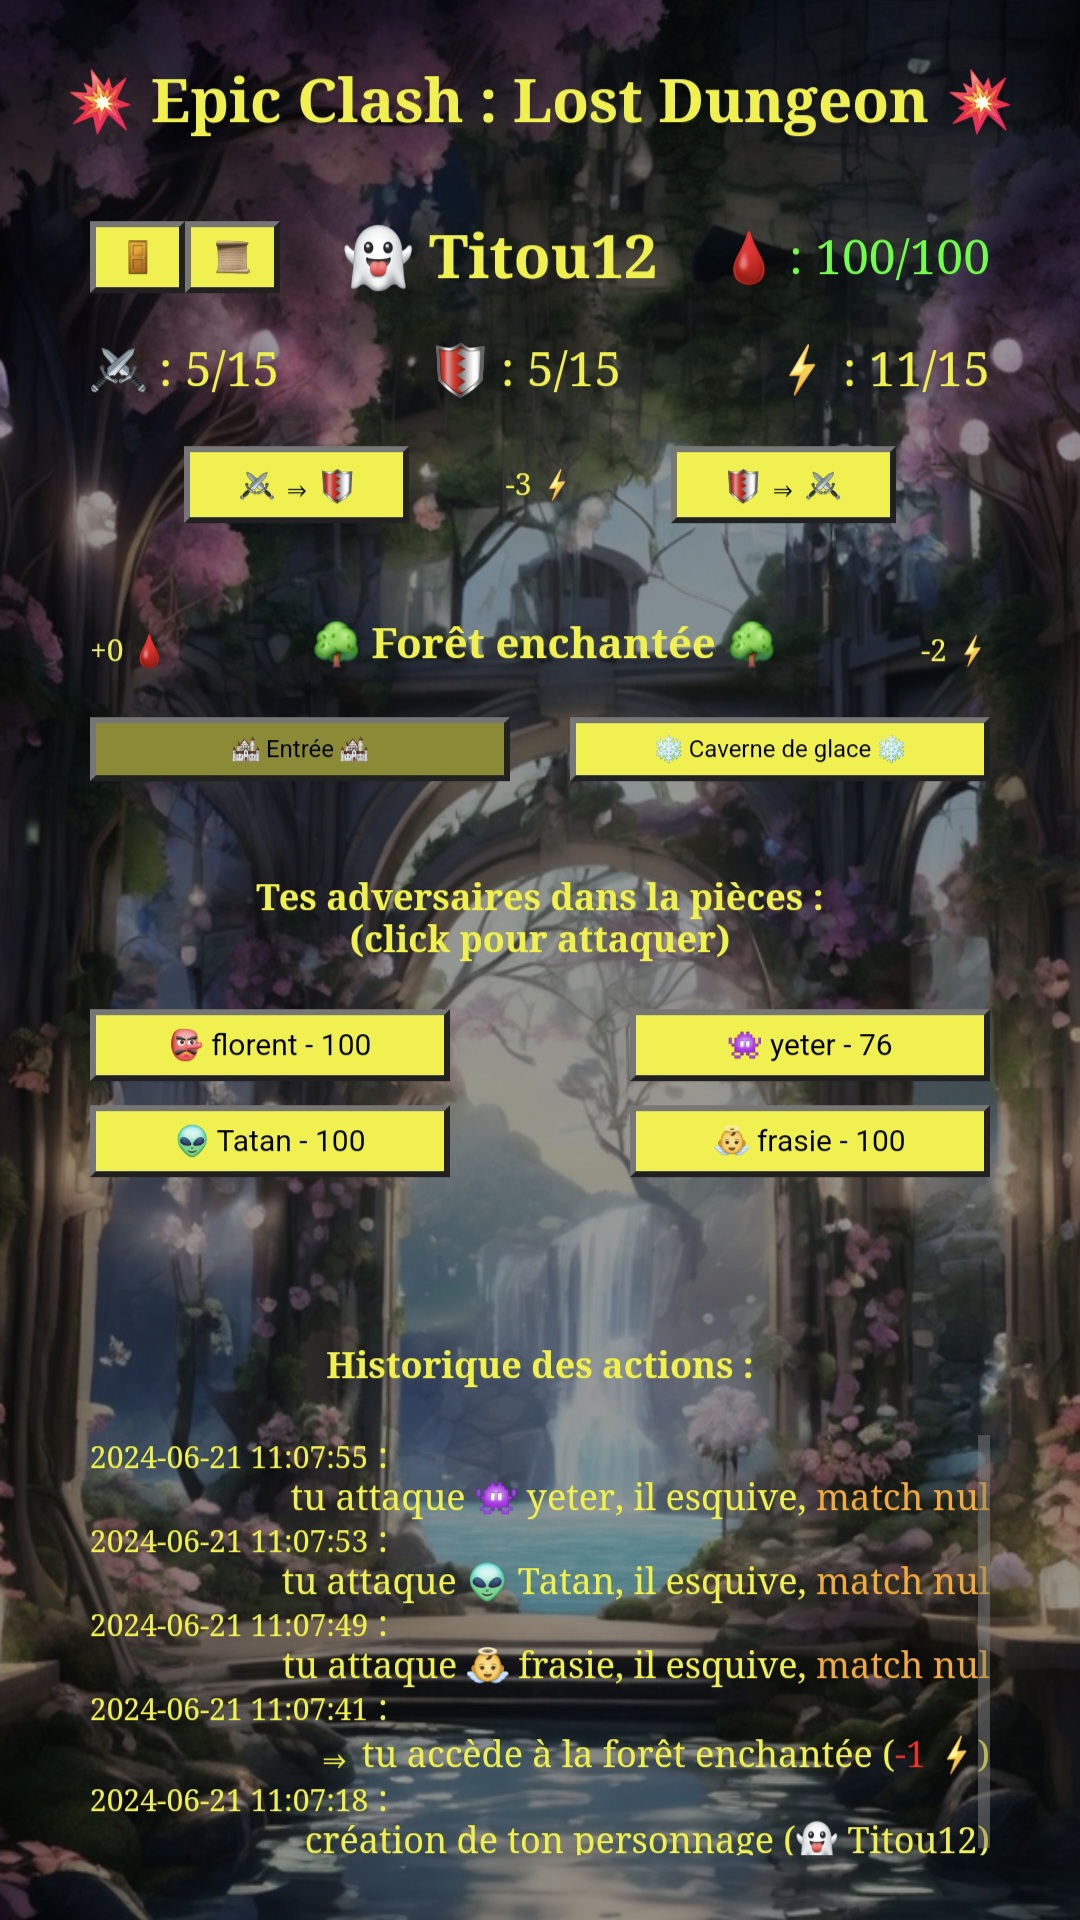 💥 Epic Clash : Lost Dungeon 💥
🚪 📜 👻 Titou12 🩸 : 100/100
⚔️ : 5/15 🛡️ : 5/15 ⚡ : 11/15
⚔️ ⇒ 🛡️ -3 ⚡ 🛡️ ⇒ ⚔️
+0 🩸 🌳 Forêt enchantée 🌳 -2 ⚡
🏰 Entrée 🏰 ❄️ Caverne de glace ❄️
Tes adversaires dans la pièces :
(click pour attaquer)
👺 florent - 100 👾 yeter - 76
👽 Tatan - 100 👼 frasie - 100
Historique des actions :
2024-06-21 11:07:55 :
tu attaque 👾 yeter, il esquive, match nul
2024-06-21 11:07:53 :
tu attaque 👽 Tatan, il esquive, match nul
2024-06-21 11:07:49 :
tu attaque 👼 frasie, il esquive, match nul
2024-06-21 11:07:41 :
⇒ tu accède à la forêt enchantée (-1 ⚡)
2024-06-21 11:07:18 :
création de ton personnage (👻 Titou12)